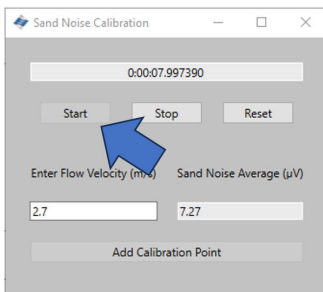 Sand Noise Calibration
0:00:07.997390
Start Stop Reset
Enter Flow Velocity (m/s) Sand Noise Average (µV)
2.7 7.27
Add Calibration Point